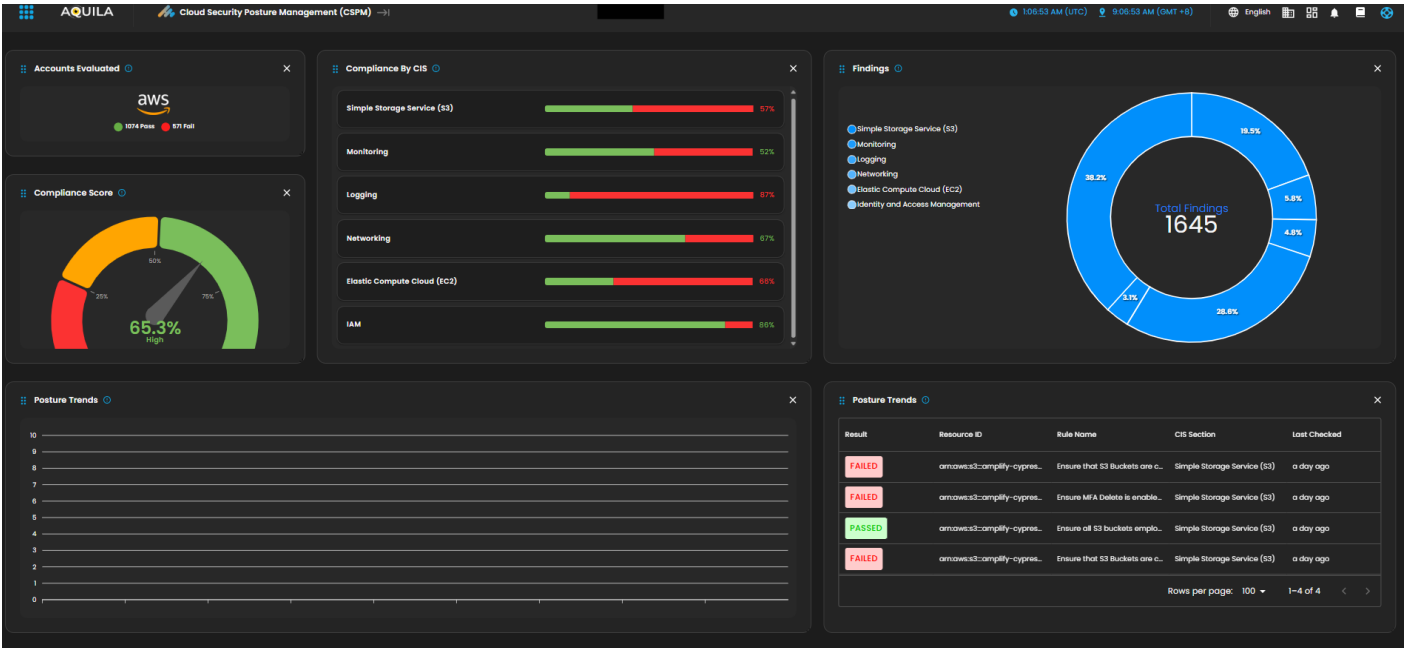 AQUILA
Cloud Security Posture Management (CSPM)
1:06:53 AM (UTC)
9:06:53 AM (GMT +8)
English
Accounts Evaluated
aws
1074 Pass
571 Fail
Compliance Score
25%
50%
75%
65.3%
High
Compliance By CIS
Simple Storage Service (S3)
57%
Monitoring
52%
Logging
87%
Networking
67%
Elastic Compute Cloud (EC2)
66%
IAM
86%
Findings
Simple Storage Service (S3)
Monitoring
Logging
Networking
Elastic Compute Cloud (EC2)
Identity and Access Management
19.5%
5.8%
4.8%
28.6%
3.1%
38.2%
Total Findings
1645
Posture Trends
10
9
8
7
6
5
4
3
2
1
0
Posture Trends
Result Resource ID Rule Name CIS Section Last Checked
FAILED arn:aws:s3:::amplify-cypres... Ensure that S3 Buckets are c... Simple Storage Service (S3) a day ago
FAILED arn:aws:s3:::amplify-cypres... Ensure MFA Delete is enable... Simple Storage Service (S3) a day ago
PASSED arn:aws:s3:::amplify-cypres... Ensure all S3 buckets emplo... Simple Storage Service (S3) a day ago
FAILED arn:aws:s3:::amplify-cypres... Ensure that S3 Buckets are c... Simple Storage Service (S3) a day ago
Rows per page: 100 1–4 of 4